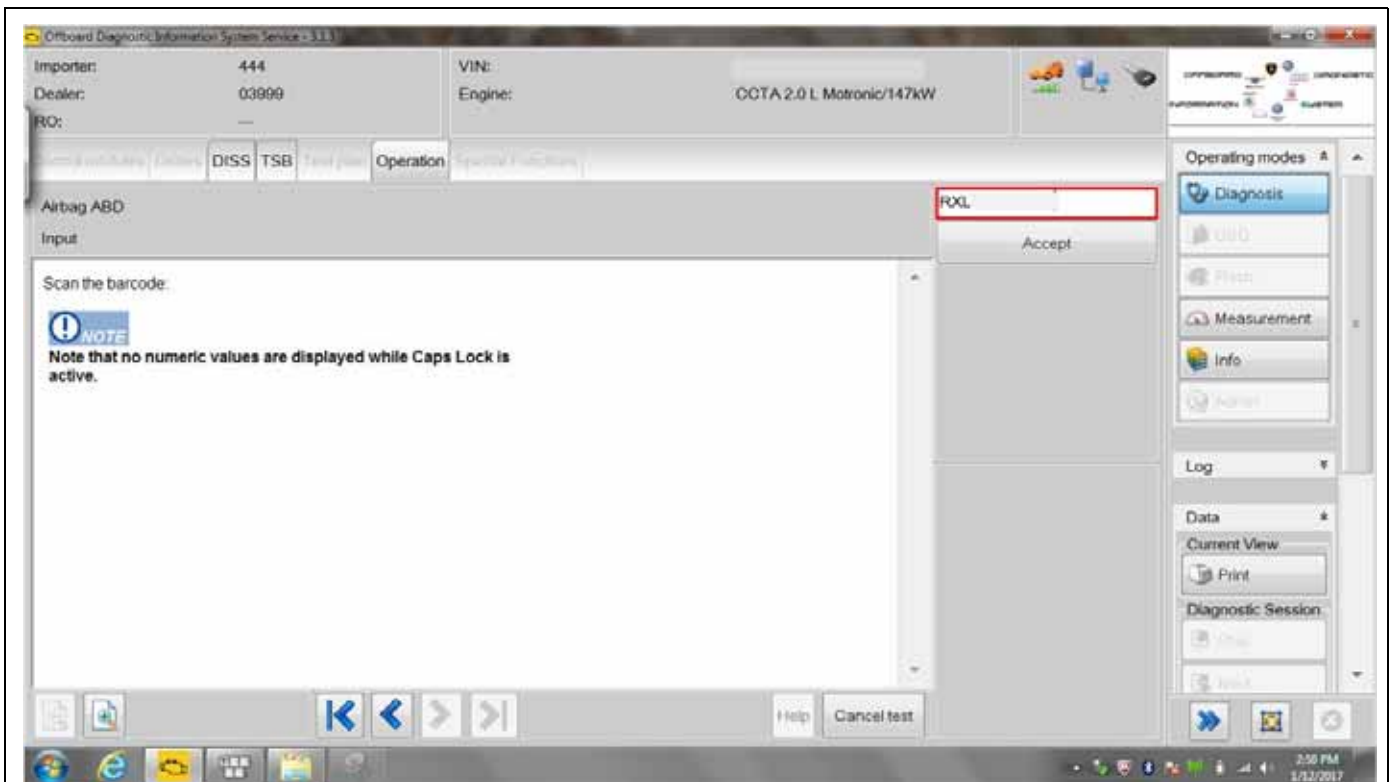 Offboard Diagnostic Information System Service - 3.1.3
Importer: 444
Dealer: 03999
RO: ---
VIN:
Engine: CCTA 2.0 L Motronic/147kW
DISS TSB Operation
Airbag ABD
Input
RXL
Accept
Scan the barcode:
NOTE
Note that no numeric values are displayed while Caps Lock is
active.
Help
Cancel test
Operating modes
Diagnosis
Measurement
Info
Log
Data
Current View
Print
Diagnostic Session
2:50 PM
1/12/2017